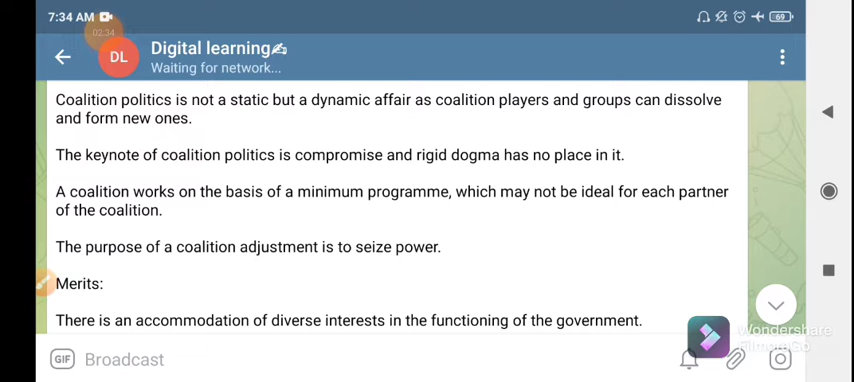 7:34 AM
69
02:34
DL
Digital learning✍
Waiting for network...
Coalition politics is not a static but a dynamic affair as coalition players and groups can dissolve
and form new ones.
The keynote of coalition politics is compromise and rigid dogma has no place in it.
A coalition works on the basis of a minimum programme, which may not be ideal for each partner
of the coalition.
The purpose of a coalition adjustment is to seize power.
Merits:
There is an accommodation of diverse interests in the functioning of the government.
Wondershare
FilmoraGo
GIF
Broadcast